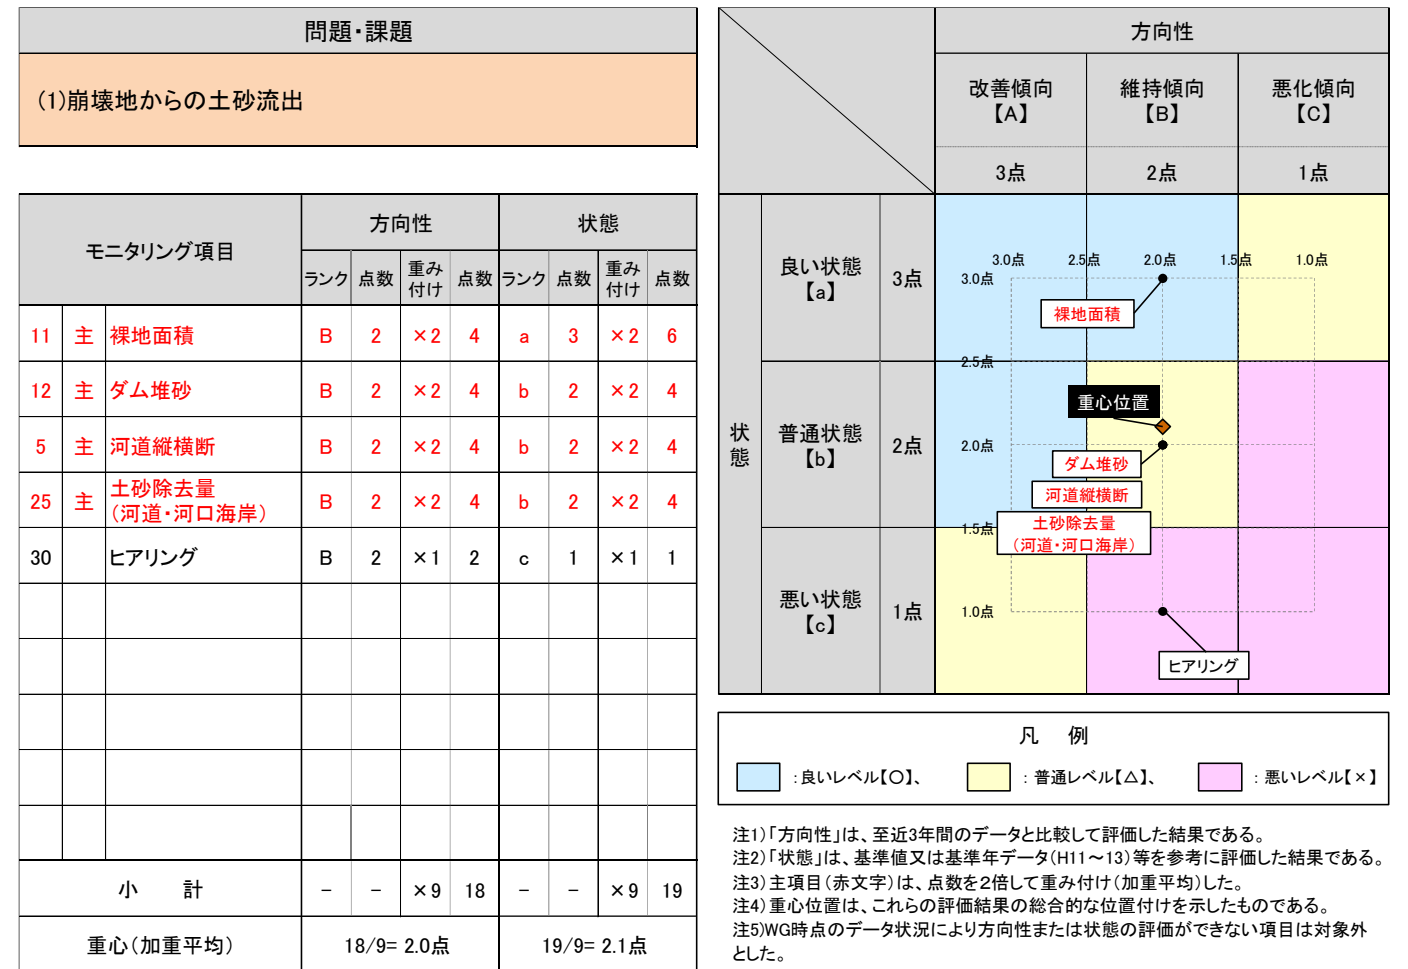 問題・課題
(1)崩壊地からの土砂流出
モニタリング項目
方向性
状態
ランク 点数 重み付け 点数 ランク 点数 重み付け 点数
11 主 裸地面積 B 2 ×2 4 a 3 ×2 6
12 主 ダム堆砂 B 2 ×2 4 b 2 ×2 4
5 主 河道縦横断 B 2 ×2 4 b 2 ×2 4
25 主 土砂除去量
(河道・河口海岸) B 2 ×2 4 b 2 ×2 4
30 ヒアリング B 2 ×1 2 c 1 ×1 1
小 計 − − ×9 18 − − ×9 19
重心(加重平均) 18/9= 2.0点 19/9= 2.1点
方向性
改善傾向
【A】
維持傾向
【B】
悪化傾向
【C】
3点 2点 1点
状態
良い状態
【a】
3点
普通状態
【b】
2点
悪い状態
【c】
1点
3.0点 2.5点 2.0点 1.5点 1.0点
3.0点
裸地面積
2.5点
重心位置
2.0点
ダム堆砂
河道縦横断
1.5点
土砂除去量
(河道・河口海岸)
1.0点
ヒアリング
凡 例
：良いレベル【○】、 ：普通レベル【△】、 ：悪いレベル【×】
注1)「方向性」は、至近3年間のデータと比較して評価した結果である。
注2)「状態」は、基準値又は基準年データ(H11～13)等を参考に評価した結果である。
注3)主項目(赤文字)は、点数を2倍して重み付け(加重平均)した。
注4)重心位置は、これらの評価結果の総合的な位置付けを示したものである。
注5)WG時点のデータ状況により方向性または状態の評価ができない項目は対象外
とした。